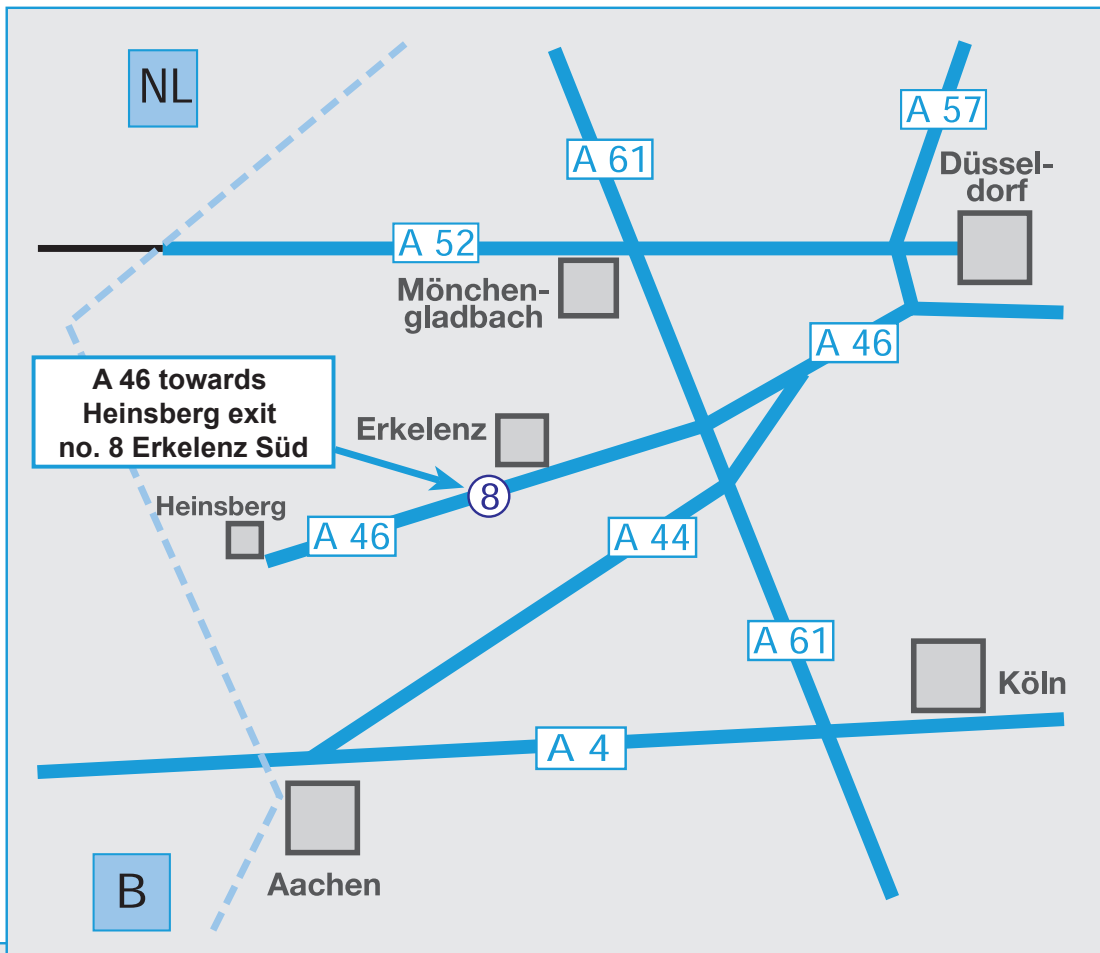 NL
A 57
A 61
Düssel-
dorf
A 52
Mönchen-
gladbach
A 46
A 46 towards
Heinsberg exit
no. 8 Erkelenz Süd
Erkelenz
8
Heinsberg
A 46
A 44
A 61
Köln
A 4
B
Aachen